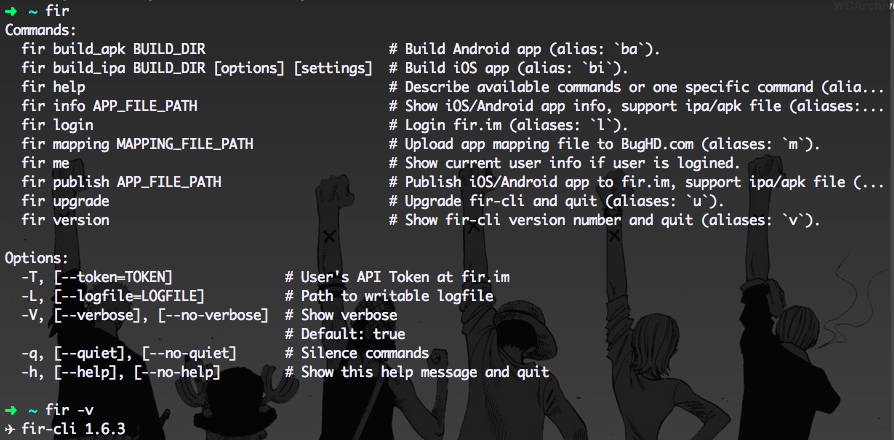 WCArchiv
➜ ~ fir
Commands:
  fir build_apk BUILD_DIR                       # Build Android app (alias: `ba`).
  fir build_ipa BUILD_DIR [options] [settings]  # Build iOS app (alias: `bi`).
  fir help                                      # Describe available commands or one specific command (alia...
  fir info APP_FILE_PATH                        # Show iOS/Android app info, support ipa/apk file (aliases:...
  fir login                                     # Login fir.im (aliases: `l`).
  fir mapping MAPPING_FILE_PATH                 # Upload app mapping file to BugHD.com (aliases: `m`).
  fir me                                        # Show current user info if user is logined.
  fir publish APP_FILE_PATH                     # Publish iOS/Android app to fir.im, support ipa/apk file (...
  fir upgrade                                   # Upgrade fir-cli and quit (aliases: `u`).
  fir version                                   # Show fir-cli version number and quit (aliases: `v`).

Options:
  -T, [--token=TOKEN]              # User's API Token at fir.im
  -L, [--logfile=LOGFILE]          # Path to writable logfile
  -V, [--verbose], [--no-verbose]  # Show verbose
                                   # Default: true
  -q, [--quiet], [--no-quiet]      # Silence commands
  -h, [--help], [--no-help]        # Show this help message and quit

➜ ~ fir -v
✈ fir-cli 1.6.3